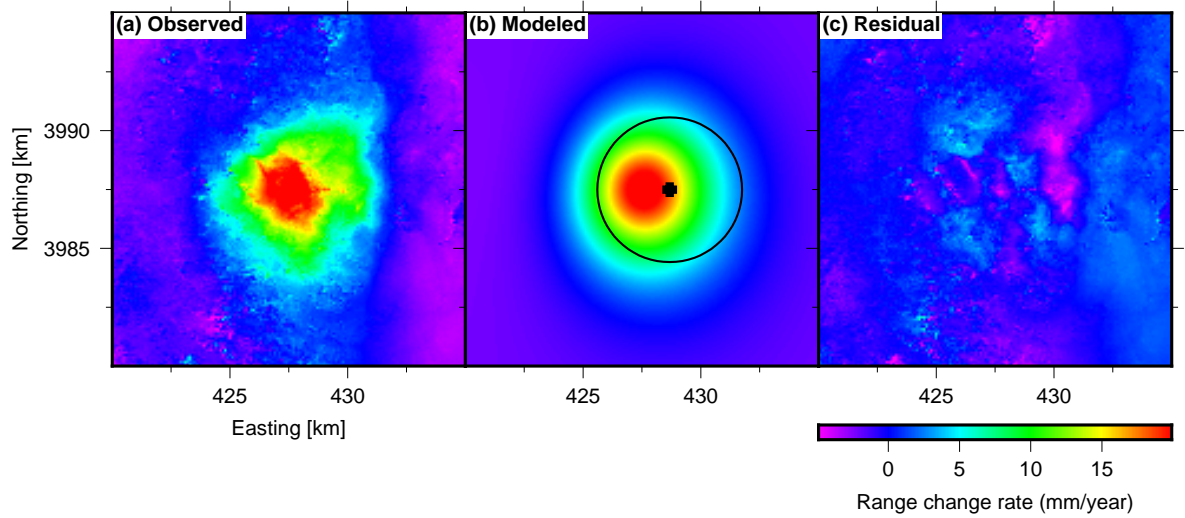 (a) Observed (b) Modeled (c) Residual
Northing [km]
3990
3985
425 430 425 430 425 430
Easting [km]
0 5 10 15
Range change rate (mm/year)